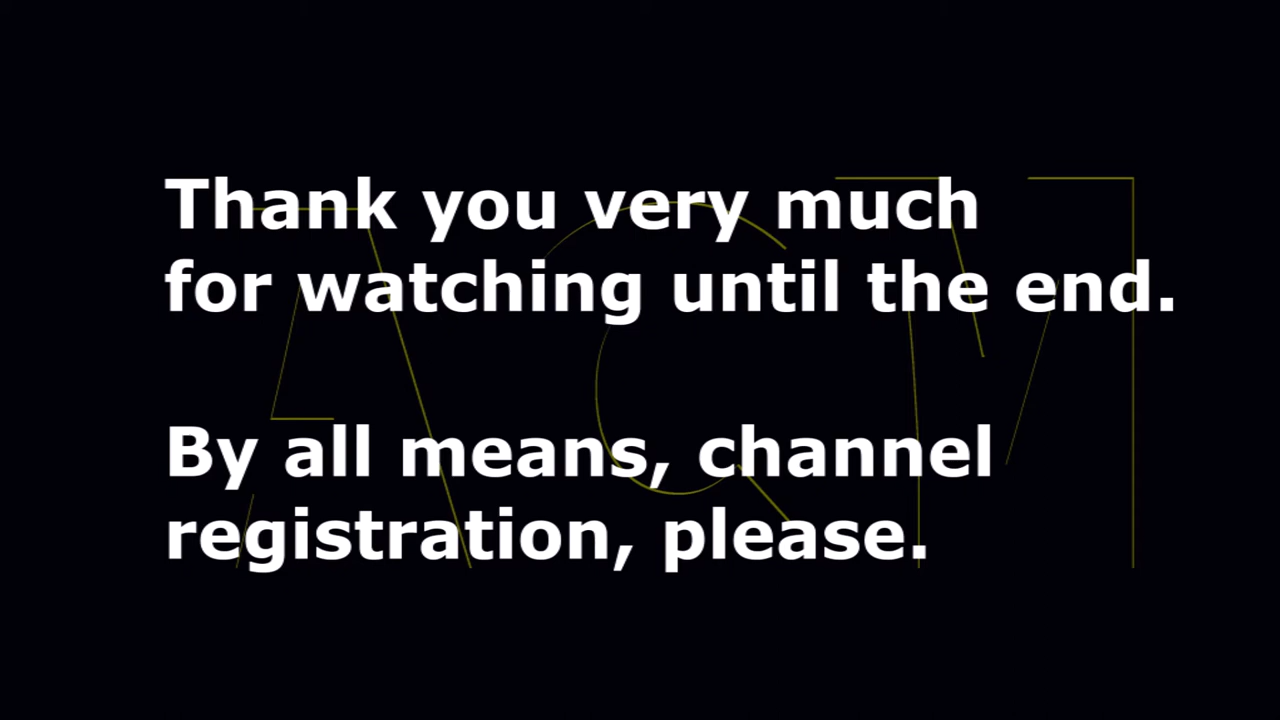 Thank you very much
for watching until the end.
By all means, channel
registration, please.